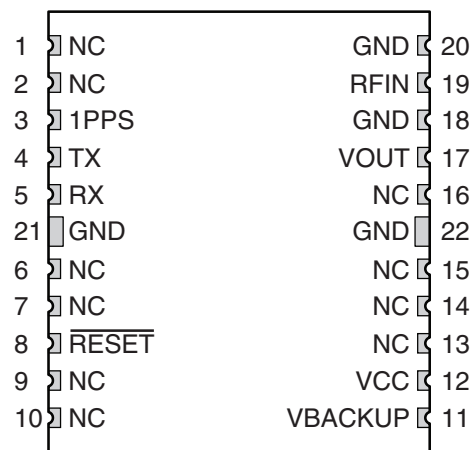 1 NC GND 20
2 NC RFIN 19
3 1PPS GND 18
4 TX VOUT 17
5 RX NC 16
21 GND GND 22
6 NC NC 15
7 NC NC 14
8 RESET NC 13
9 NC VCC 12
10 NC VBACKUP 11